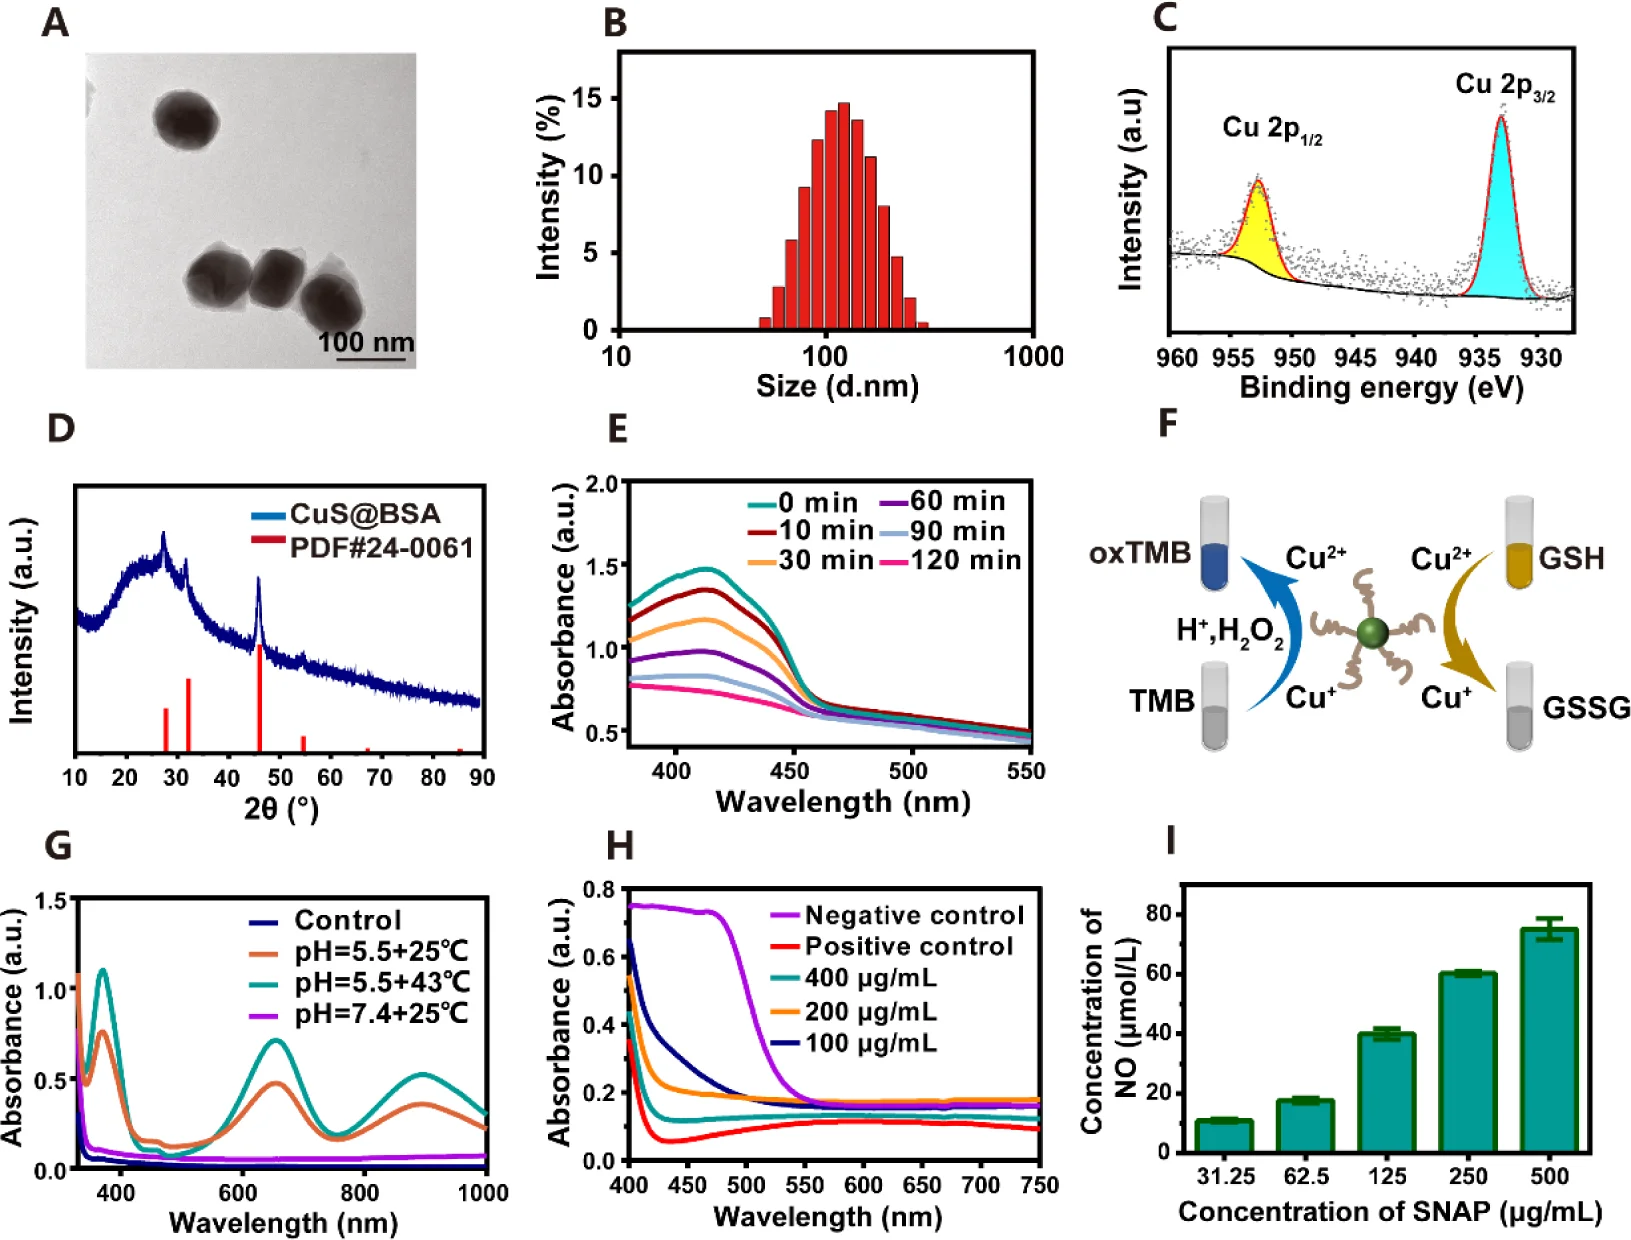 A
100 nm
B
Intensity (%)
15
10
5
0
10
100
1000
Size (d.nm)
C
Intensity (a.u)
Cu 2p1/2
Cu 2p3/2
960 955 950 945 940 935 930
Binding energy (eV)
D
Intensity (a.u.)
CuS@BSA
PDF#24-0061
10 20 30 40 50 60 70 80 90
2θ (°)
E
Absorbance (a.u.)
2.0
1.5
1.0
0.5
0 min
10 min
30 min
60 min
90 min
120 min
400 450 500 550
Wavelength (nm)
F
oxTMB
Cu2+
Cu2+
GSH
H+,H2O2
TMB
Cu+
Cu+
GSSG
G
Absorbance (a.u.)
1.5
1.0
0.5
0.0
Control
pH=5.5+25℃
pH=5.5+43℃
pH=7.4+25℃
400 600 800 1000
Wavelength (nm)
H
Absorbance (a.u.)
0.8
0.6
0.4
0.2
0.0
Negative control
Positive control
400 μg/mL
200 μg/mL
100 μg/mL
400 450 500 550 600 650 700 750
Wavelength (nm)
I
Concentration of
NO (μmol/L)
80
60
40
20
0
31.25 62.5 125 250 500
Concentration of SNAP (μg/mL)